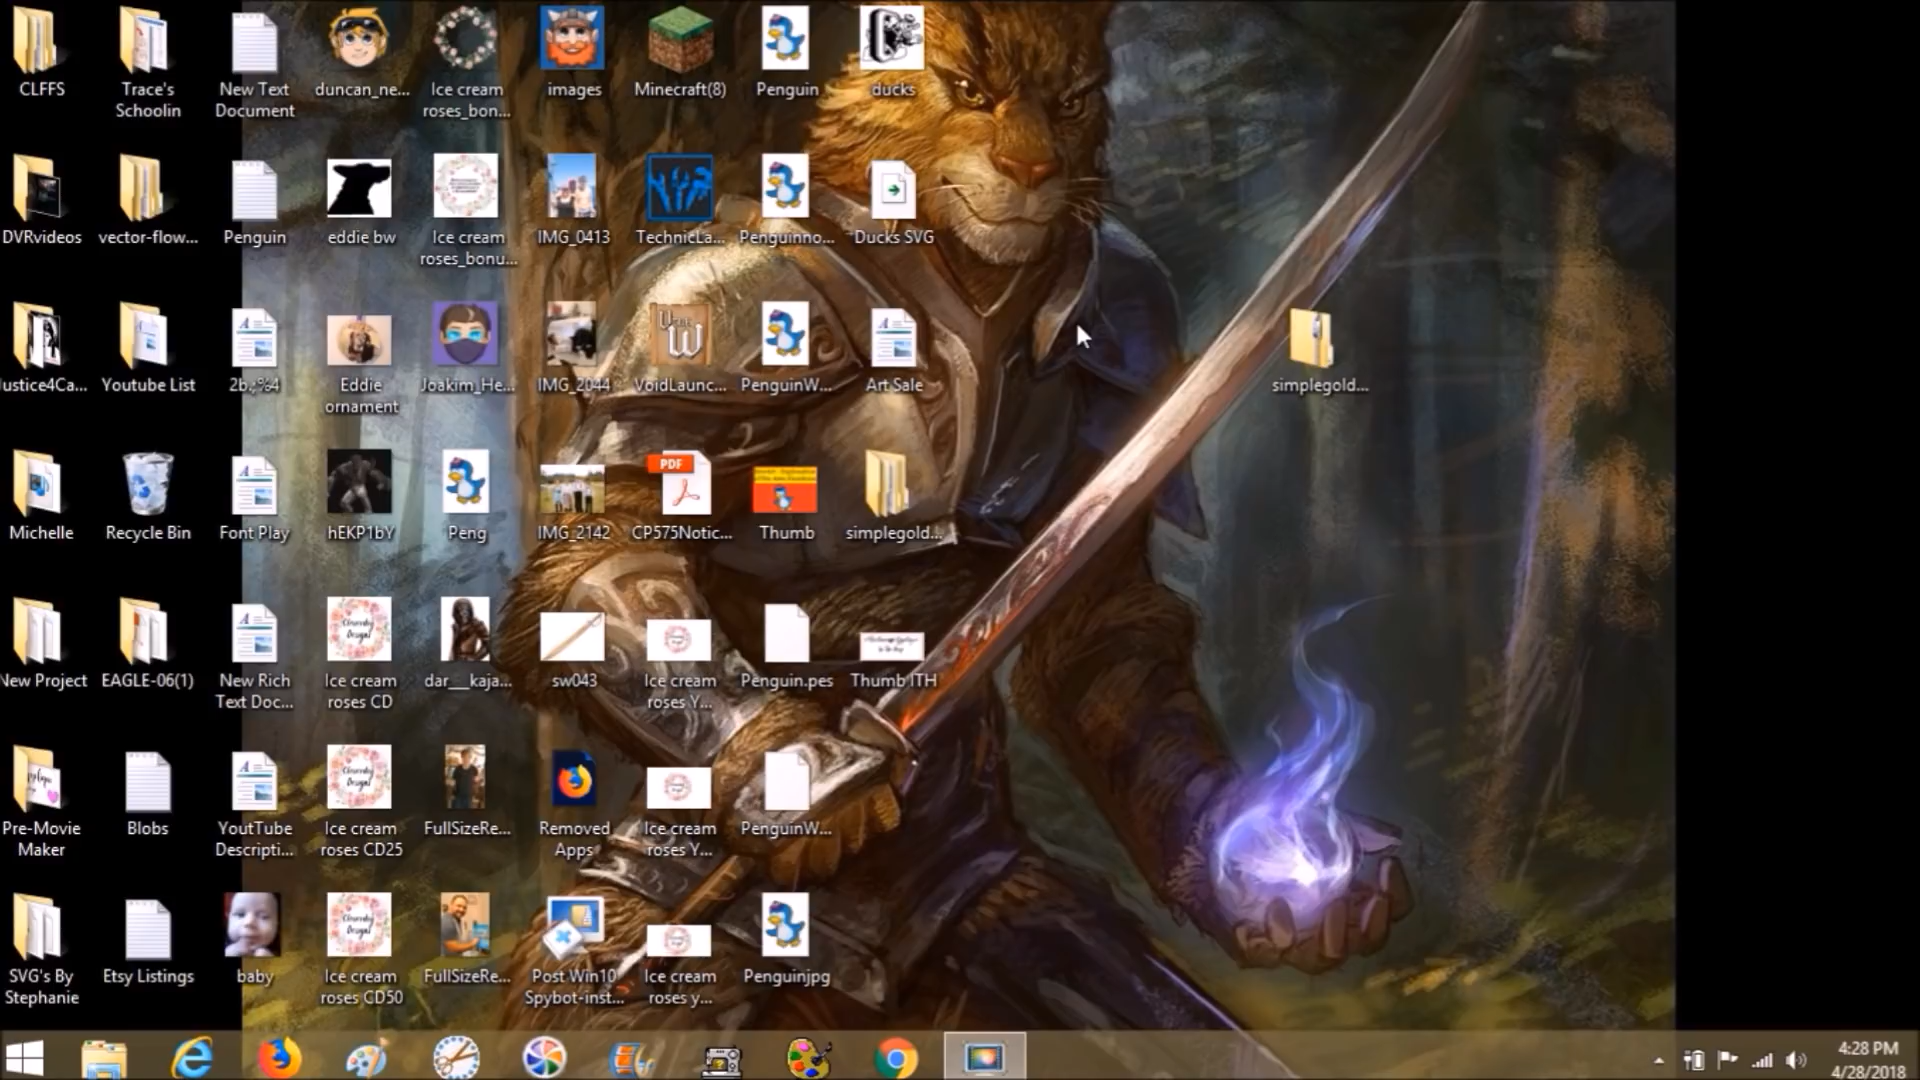 CLFFS
Trace's
Schoolin
New Text
Document
duncan_ne...
Ice cream
roses_bon...
images
Minecraft(8)
Penguin
ducks
DVRvideos
vector-flow...
Penguin
eddie bw
Ice cream
roses_bonu...
IMG_0413
TechnicLa...
Penguinno...
Ducks SVG
Justice4Ca...
Youtube List
2b.;%4
Eddie
ornament
Joakim_He...
IMG_2044
VoidLaunc...
PenguinW...
Art Sale
simplegold...
Michelle
Recycle Bin
Font Play
hEKP1bY
Peng
IMG_2142
PDF
CP575Notic...
Thumb
simplegold...
New Project
EAGLE-06(1)
New Rich
Text Doc...
Ice cream
roses CD
dar__kaja...
sw043
Ice cream
roses Y...
Penguin.pes
Thumb ITH
Pre-Movie
Maker
Blobs
YoutTube
Descripti...
Ice cream
roses CD25
FullSizeRe...
Removed
Apps
Ice cream
roses Y...
PenguinW...
SVG's By
Stephanie
Etsy Listings
baby
Ice cream
roses CD50
FullSizeRe...
Post Win10
Spybot-inst...
Ice cream
roses y...
Penguinjpg
4:28 PM
4/28/2018